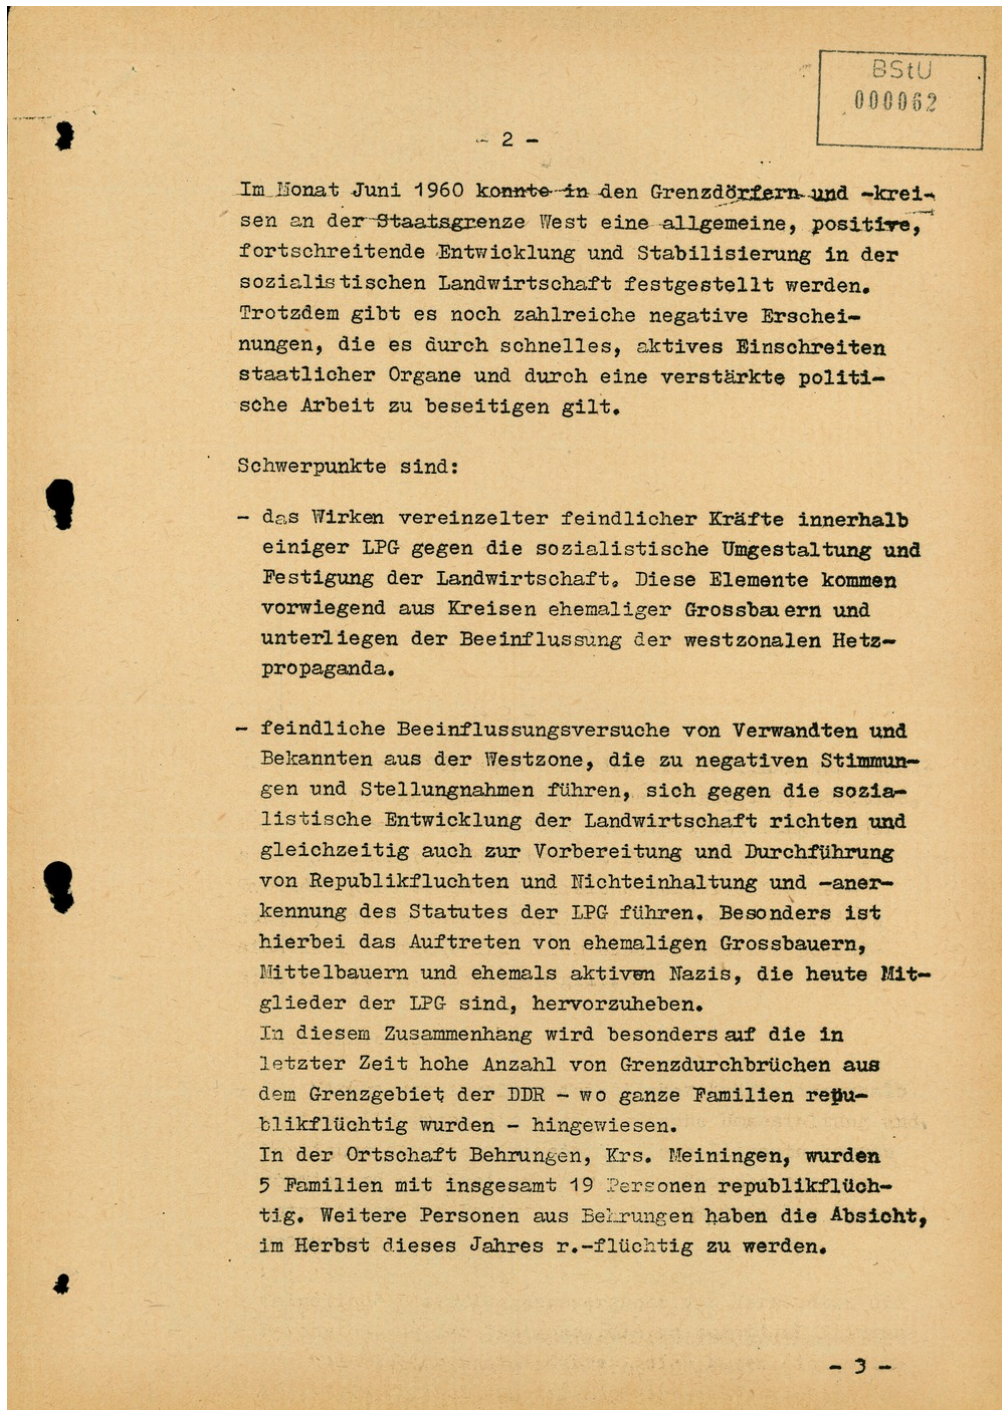 BStU
000062
- 2 -
Im Monat Juni 1960 konnte in den Grenzdörfern und -krei-
sen an der Staatsgrenze West eine allgemeine, positive,
fortschreitende Entwicklung und Stabilisierung in der
sozialistischen Landwirtschaft festgestellt werden.
Trotzdem gibt es noch zahlreiche negative Erschei-
nungen, die es durch schnelles, aktives Einschreiten
staatlicher Organe und durch eine verstärkte politi-
sche Arbeit zu beseitigen gilt.
Schwerpunkte sind:
- das Wirken vereinzelter feindlicher Kräfte innerhalb
einiger LPG gegen die sozialistische Umgestaltung und
Festigung der Landwirtschaft. Diese Elemente kommen
vorwiegend aus Kreisen ehemaliger Grossbauern und
unterliegen der Beeinflussung der westzonalen Hetz-
propaganda.
- feindliche Beeinflussungsversuche von Verwandten und
Bekannten aus der Westzone, die zu negativen Stimmun-
gen und Stellungnahmen führen, sich gegen die sozia-
listische Entwicklung der Landwirtschaft richten und
gleichzeitig auch zur Vorbereitung und Durchführung
von Republikfluchten und Nichteinhaltung und -aner-
kennung des Statutes der LPG führen. Besonders ist
hierbei das Auftreten von ehemaligen Grossbauern,
Mittelbauern und ehemals aktiven Nazis, die heute Mit-
glieder der LPG sind, hervorzuheben.
In diesem Zusammenhang wird besonders auf die in
letzter Zeit hohe Anzahl von Grenzdurchbrüchen aus
dem Grenzgebiet der DDR - wo ganze Familien repu-
blikflüchtig wurden - hingewiesen.
In der Ortschaft Behrungen, Krs. Meiningen, wurden
5 Familien mit insgesamt 19 Personen republikflüch-
tig. Weitere Personen aus Behrungen haben die Absicht,
im Herbst dieses Jahres r.-flüchtig zu werden.
- 3 -